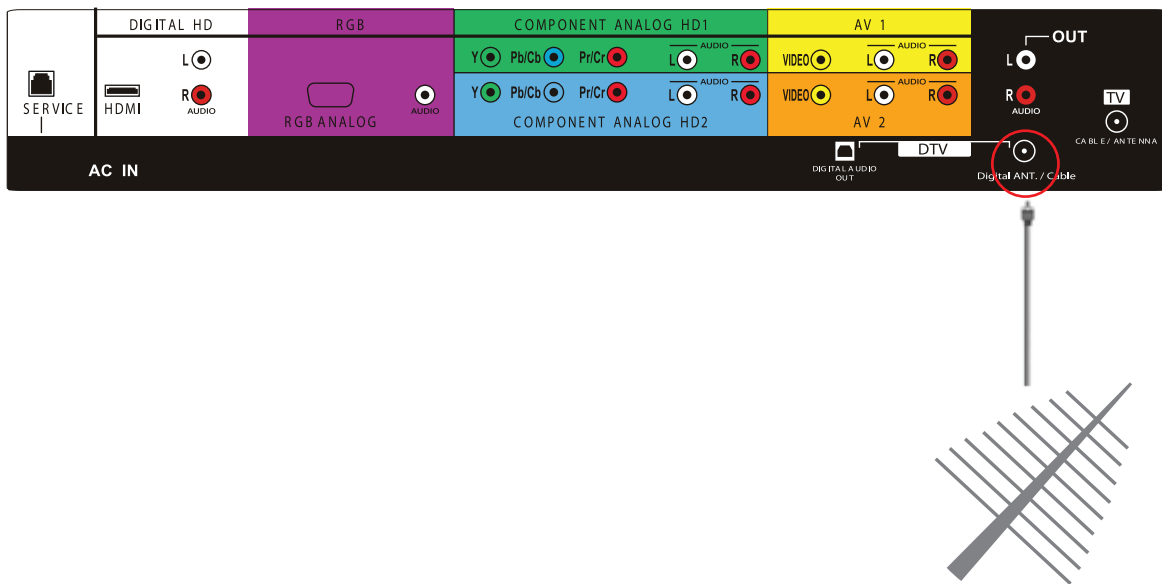 DIGITAL HD RGB COMPONENT ANALOG HD1 AV 1
OUT
Y Pb/Cb Pr/Cr L AUDIO R VIDEO L AUDIO R
L L
SERVICE HDMI R AUDIO RGB ANALOG AUDIO
Y Pb/Cb Pr/Cr L AUDIO R VIDEO L AUDIO R
R AUDIO
TV
CABLE/ANTENNA
COMPONENT ANALOG HD2 AV 2
DTV
AC IN
DIGITAL AUDIO
OUT
Digital ANT. / Cable